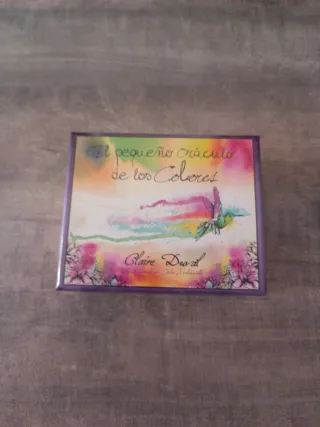 El pequeño oráculo
de los Colores
Claire Duval